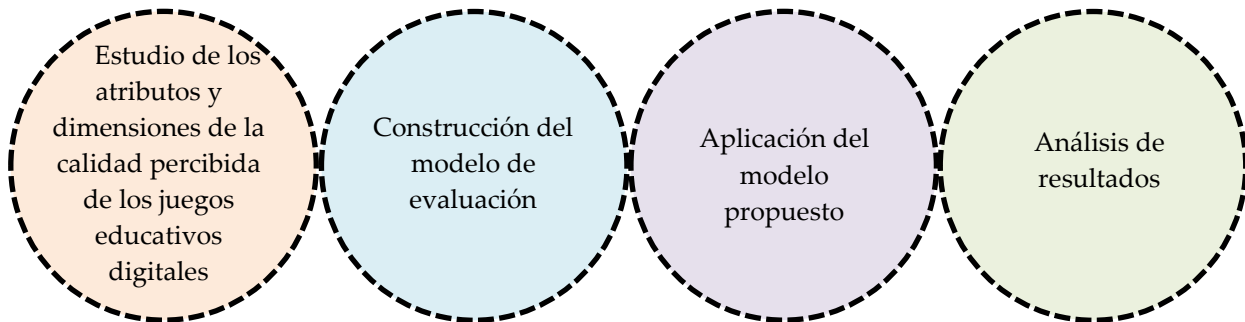 Estudio de los
atributos y
dimensiones de la
calidad percibida
de los juegos
educativos
digitales
Construcción del
modelo de
evaluación
Aplicación del
modelo
propuesto
Análisis de
resultados